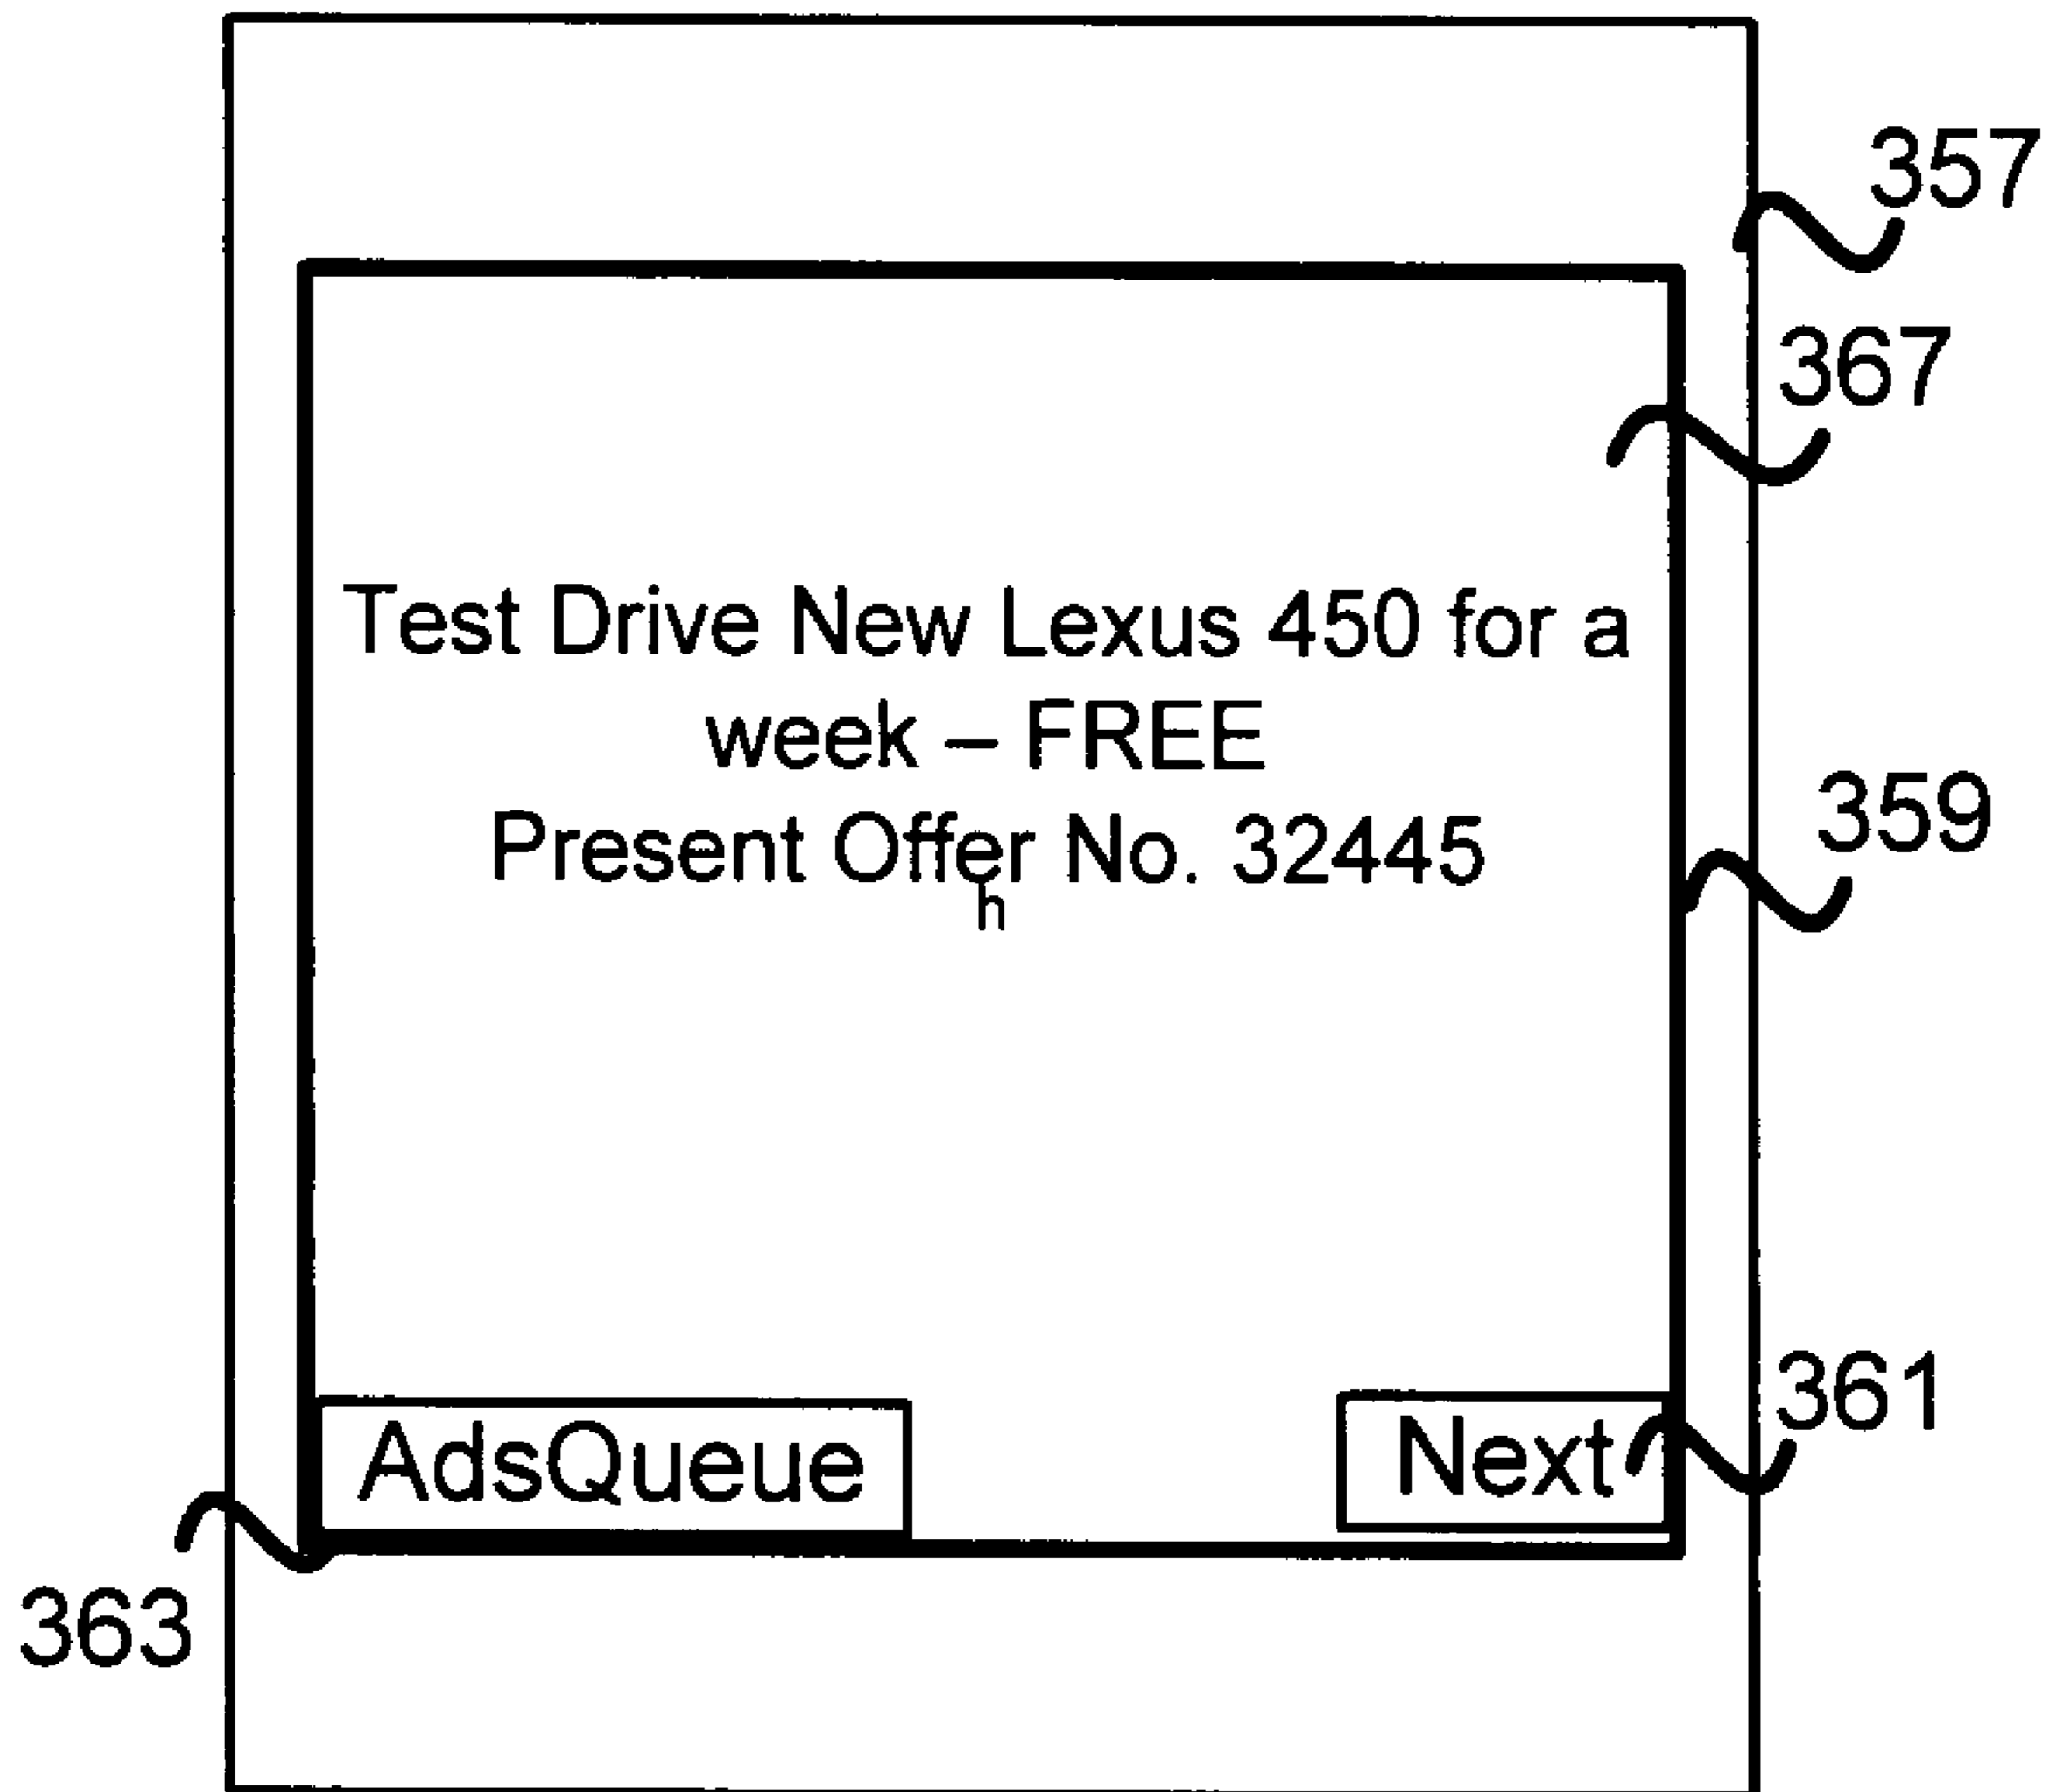 357
367
Test Drive New Lexus 450 for a
week – FREE
359
Present Offer No. 32445
h
361
AdsQueue
Next
363